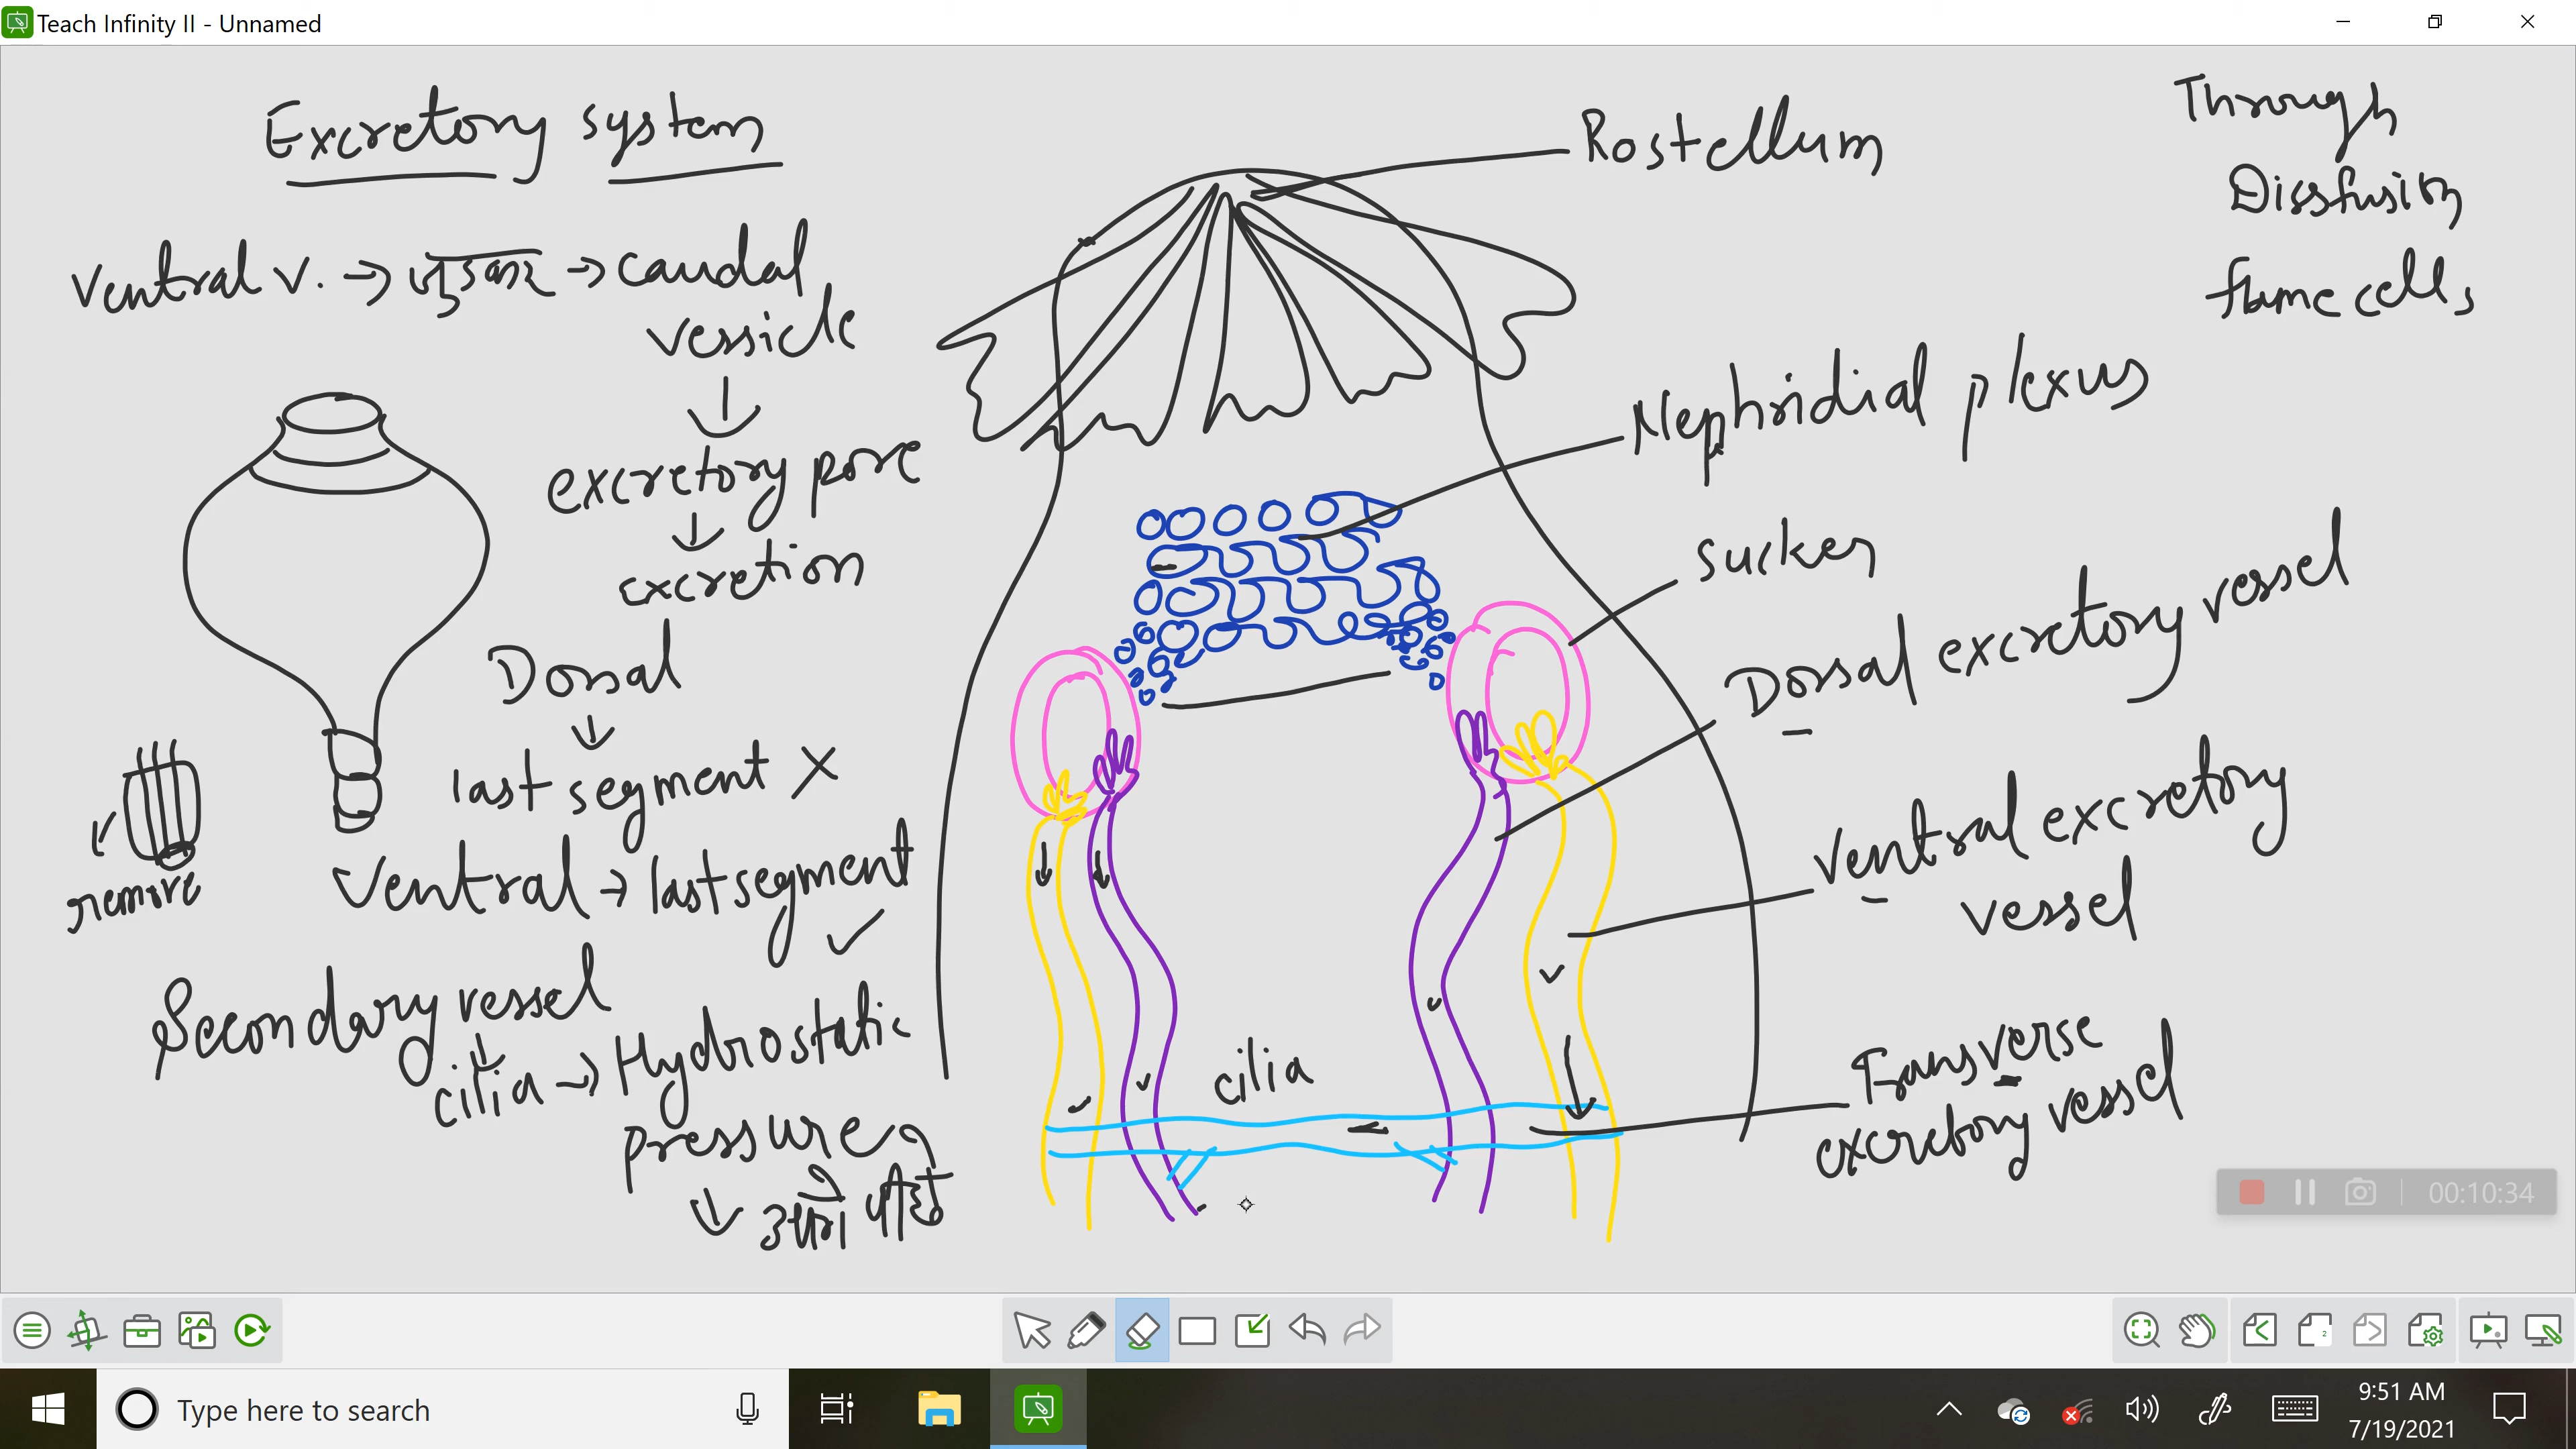 Teach Infinity II - Unnamed
Excretory system
Ventral v. → → caudal
vessicle
↓
excretory pore
↓
excretion
Dorsal
↓
last segment X
remove
Ventral → last segment
✓
Secondary vessel
↓
cilia → Hydrostatic
pressure
↓
cilia
Rostellum
Through
Dissfusion
flame cells
Nephridial plexus
sucker
Dorsal excretory vessel
Ventral excretory
vessel
Transverse
excretory vessel
00:10:34
Type here to search
9:51 AM
7/19/2021